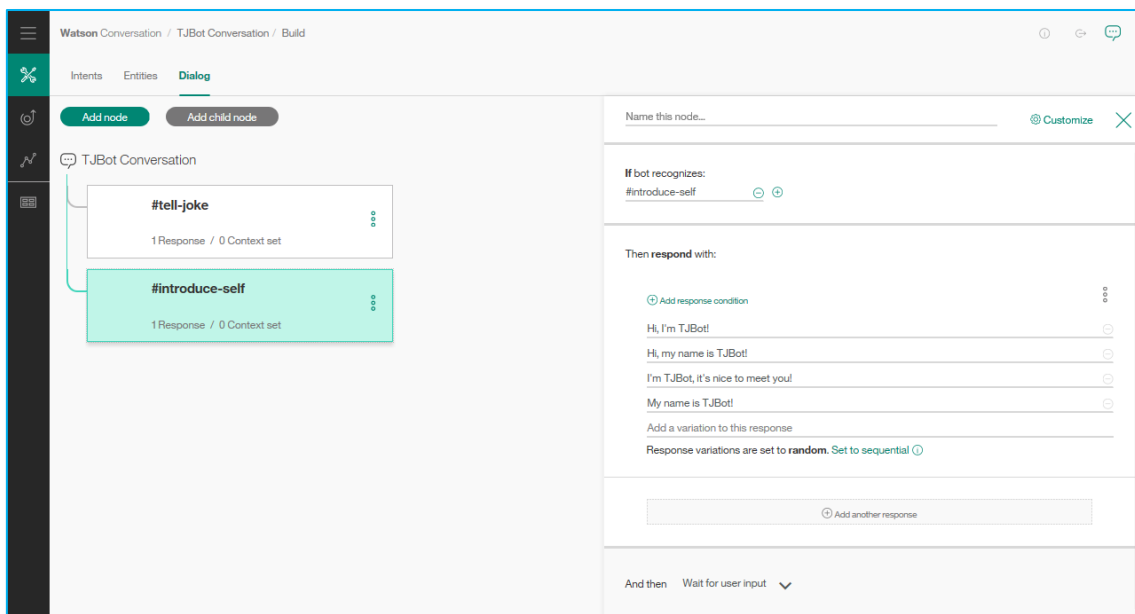 Watson Conversation / TJBot Conversation / Build
Intents Entities Dialog
Add node Add child node
TJBot Conversation
#tell-joke
1 Response / 0 Context set
#introduce-self
1 Response / 0 Context set
Name this node...
Customize
If bot recognizes:
#introduce-self
Then respond with:
Add response condition
Hi, I'm TJBot!
Hi, my name is TJBot!
I'm TJBot, it's nice to meet you!
My name is TJBot!
Add a variation to this response
Response variations are set to random. Set to sequential
Add another response
And then Wait for user input